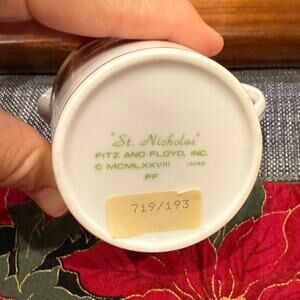 "St. Nicholas"
FITZ AND FLOYD, INC.
© MCMLXXVIII JAPAN
FF
719/193